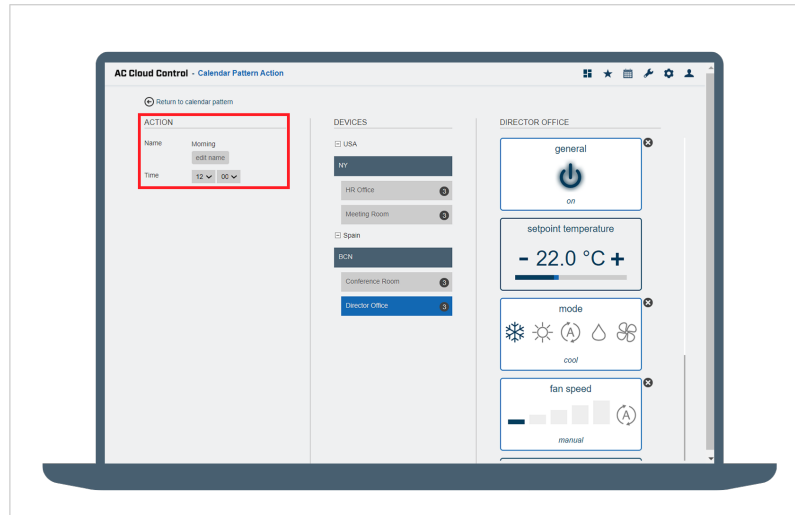 AC Cloud Control - Calendar Pattern Action
Return to calendar pattern
ACTION
Name Morning
edit name
Time 12 00
DEVICES
USA
NY
HR Office 3
Meeting Room 3
Spain
BCN
Conference Room 3
Director Office 3
DIRECTOR OFFICE
general
on
setpoint temperature
- 22.0 °C +
mode
A
cool
fan speed
A
manual